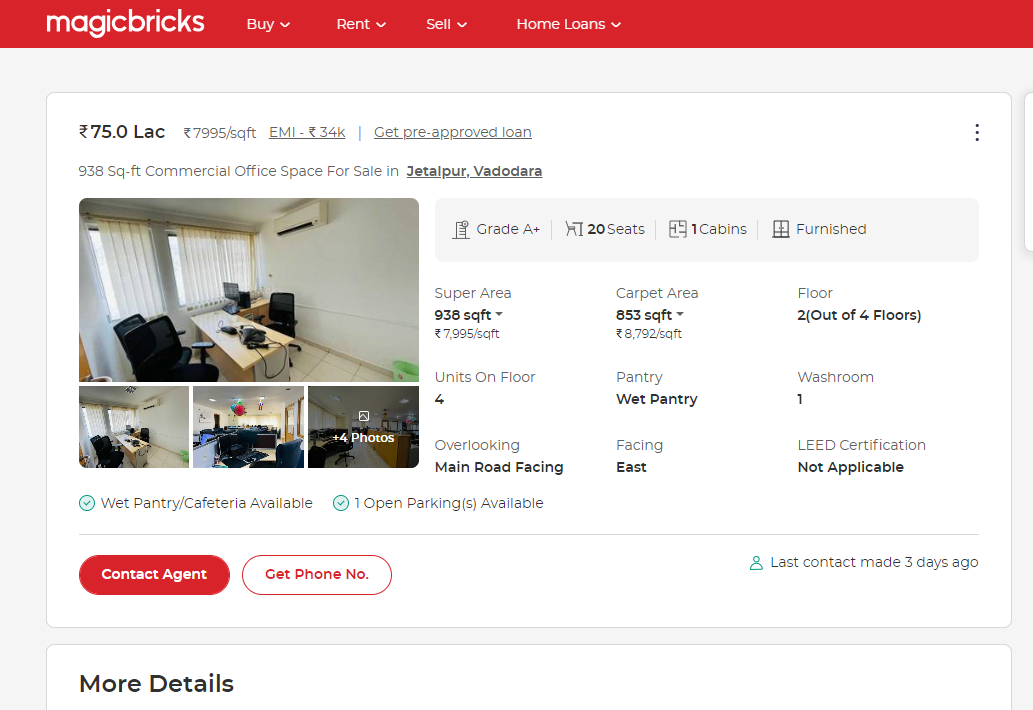 magicbricks Buy Rent Sell Home Loans
₹75.0 Lac ₹7995/sqft EMI - ₹ 34k | Get pre-approved loan
938 Sq-ft Commercial Office Space For Sale in Jetalpur, Vadodara
Grade A+ 20 Seats 1 Cabins Furnished
Super Area Carpet Area Floor
938 sqft 853 sqft 2(Out of 4 Floors)
₹7,995/sqft ₹8,792/sqft
Units On Floor Pantry Washroom
4 Wet Pantry 1
+4 Photos
Overlooking Facing LEED Certification
Main Road Facing East Not Applicable
Wet Pantry/Cafeteria Available 1 Open Parking(s) Available
Contact Agent Get Phone No. Last contact made 3 days ago
More Details